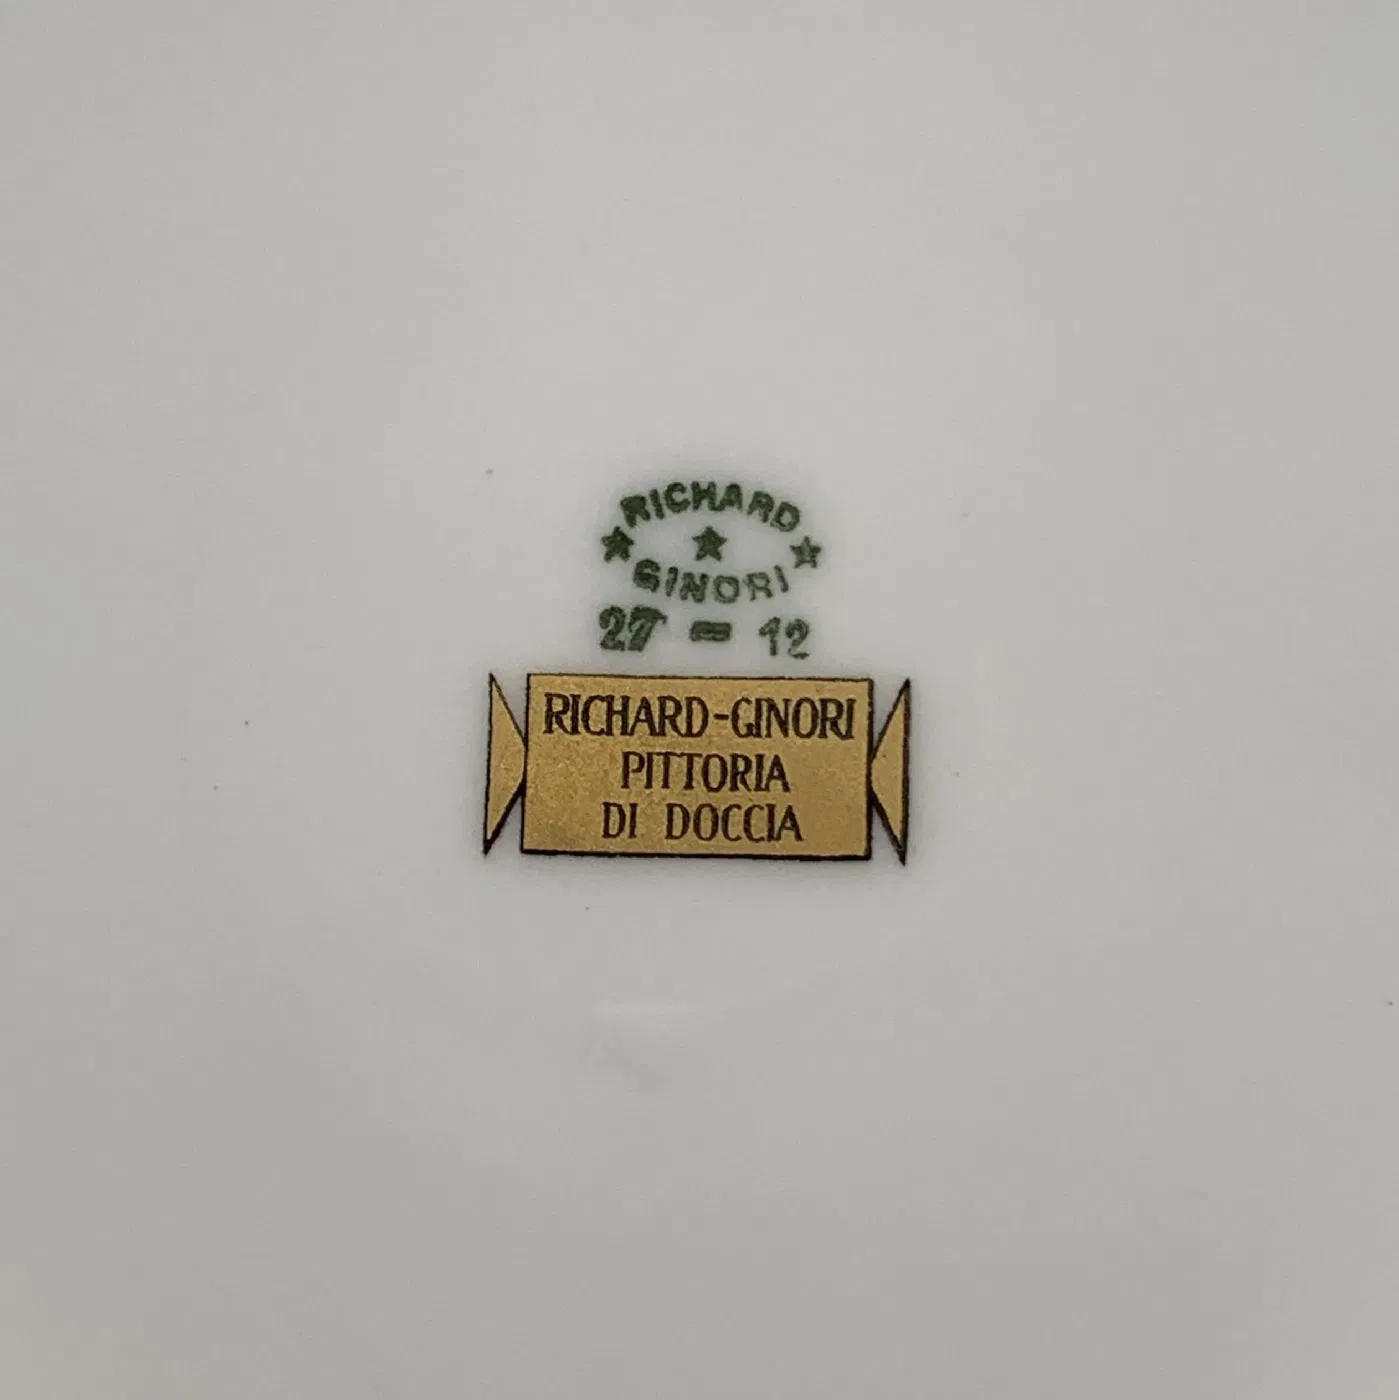 RICHARD
GINORI
27 = 12
RICHARD-GINORI
PITTORIA
DI DOCCIA